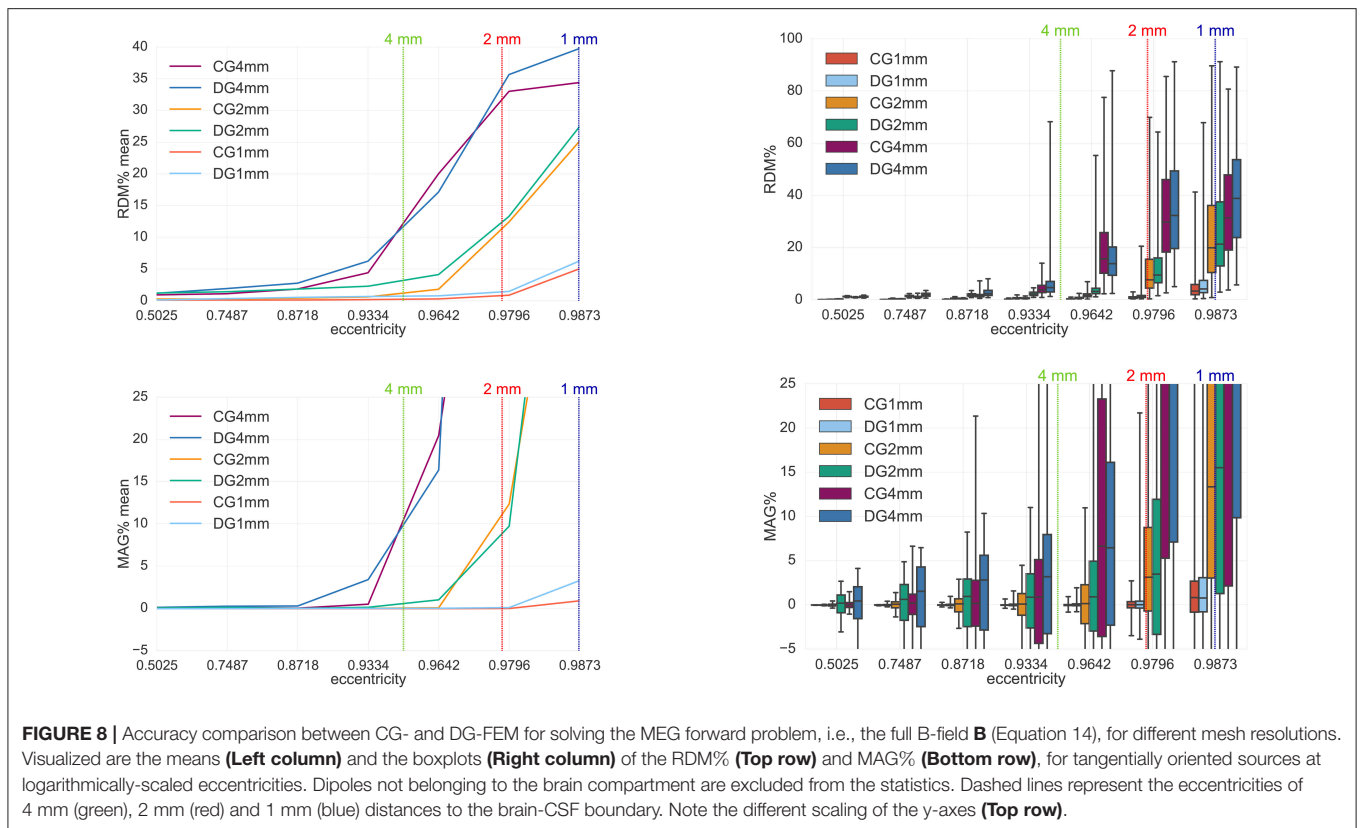 4 mm 2 mm 1 mm
40
35
30
25
20
15
10
5
0
RDM% mean
CG4mm
DG4mm
CG2mm
DG2mm
CG1mm
DG1mm
0.5025 0.7487 0.8718 0.9334 0.9642 0.9796 0.9873
eccentricity
4 mm 2 mm 1 mm
100
80
60
40
20
0
RDM%
CG1mm
DG1mm
CG2mm
DG2mm
CG4mm
DG4mm
0.5025 0.7487 0.8718 0.9334 0.9642 0.9796 0.9873
eccentricity
4 mm 2 mm 1 mm
25
20
15
10
5
0
−5
MAG% mean
CG4mm
DG4mm
CG2mm
DG2mm
CG1mm
DG1mm
0.5025 0.7487 0.8718 0.9334 0.9642 0.9796 0.9873
eccentricity
4 mm 2 mm 1 mm
25
20
15
10
5
0
−5
MAG%
CG1mm
DG1mm
CG2mm
DG2mm
CG4mm
DG4mm
0.5025 0.7487 0.8718 0.9334 0.9642 0.9796 0.9873
eccentricity
FIGURE 8 | Accuracy comparison between CG- and DG-FEM for solving the MEG forward problem, i.e., the full B-field B (Equation 14), for different mesh resolutions.
Visualized are the means (Left column) and the boxplots (Right column) of the RDM% (Top row) and MAG% (Bottom row), for tangentially oriented sources at
logarithmically-scaled eccentricities. Dipoles not belonging to the brain compartment are excluded from the statistics. Dashed lines represent the eccentricities of
4 mm (green), 2 mm (red) and 1 mm (blue) distances to the brain-CSF boundary. Note the different scaling of the y-axes (Top row).